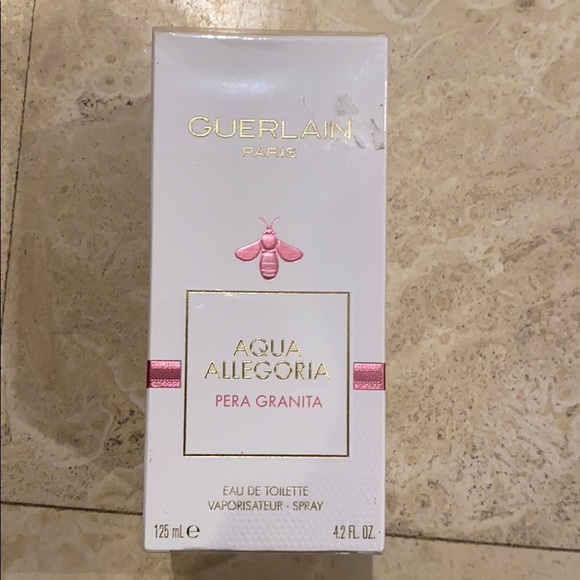 GUERLAIN
PARIS
AQUA
ALLEGORIA
PERA GRANITA
EAU DE TOILETTE
VAPORISATEUR - SPRAY
125 mL ℮ 4.2 FL. OZ.